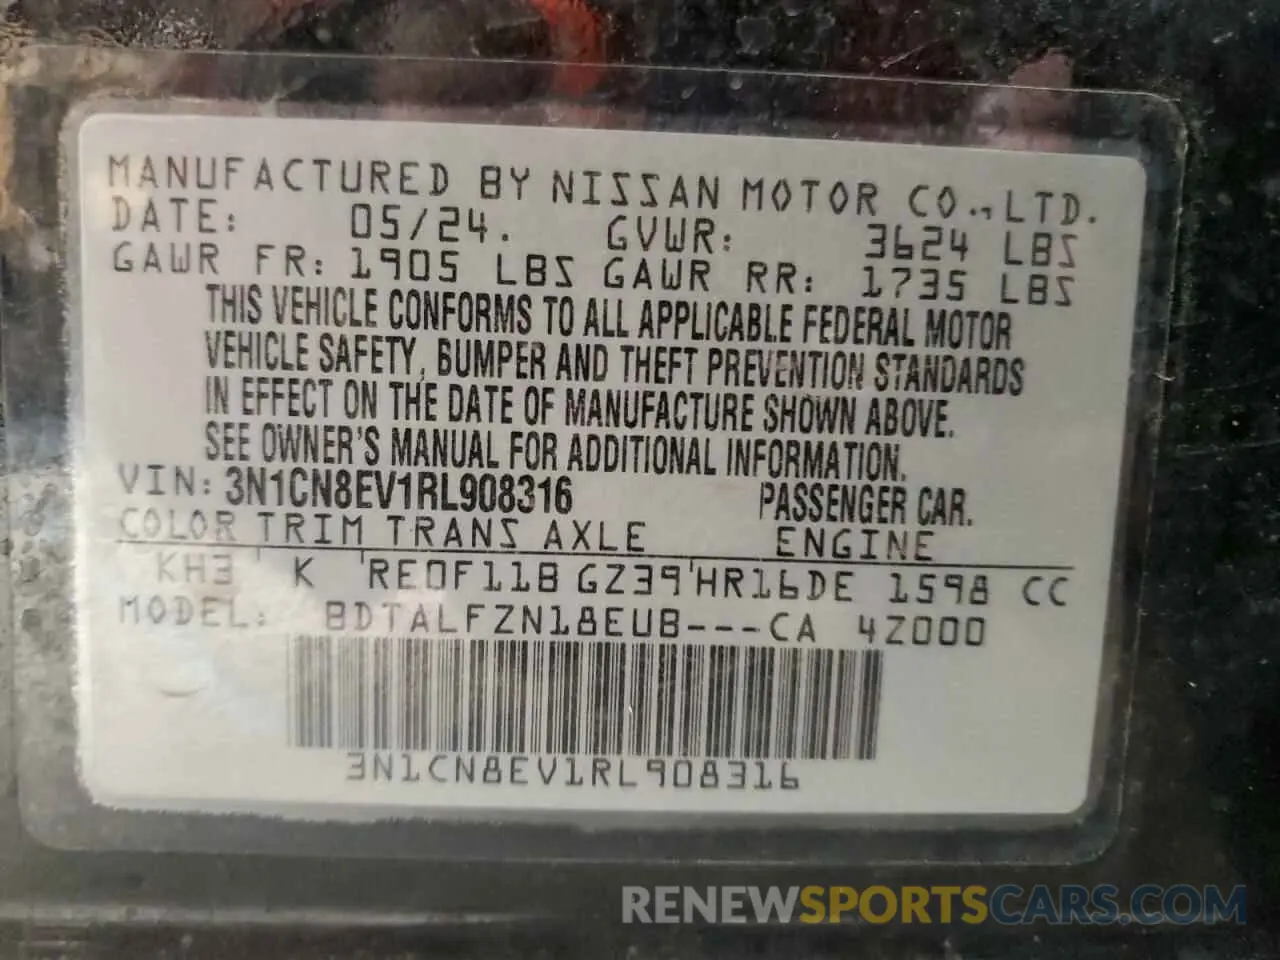 MANUFACTURED BY NISSAN MOTOR CO., LTD.
DATE: 05/24. GVWR: 3624 LBS
GAWR FR: 1905 LBS GAWR RR: 1735 LBS
THIS VEHICLE CONFORMS TO ALL APPLICABLE FEDERAL MOTOR
VEHICLE SAFETY, BUMPER AND THEFT PREVENTION STANDARDS
IN EFFECT ON THE DATE OF MANUFACTURE SHOWN ABOVE.
SEE OWNER'S MANUAL FOR ADDITIONAL INFORMATION.
VIN: 3N1CN8EV1RL908316 PASSENGER CAR.
COLOR TRIM TRANS AXLE ENGINE
KH3 K RE0F11B GZ39 HR16DE 1598 CC
MODEL: BDTALFZN18EUB---CA 4Z000
3N1CN8EV1RL908316
RENEWSPORTSCARS.COM